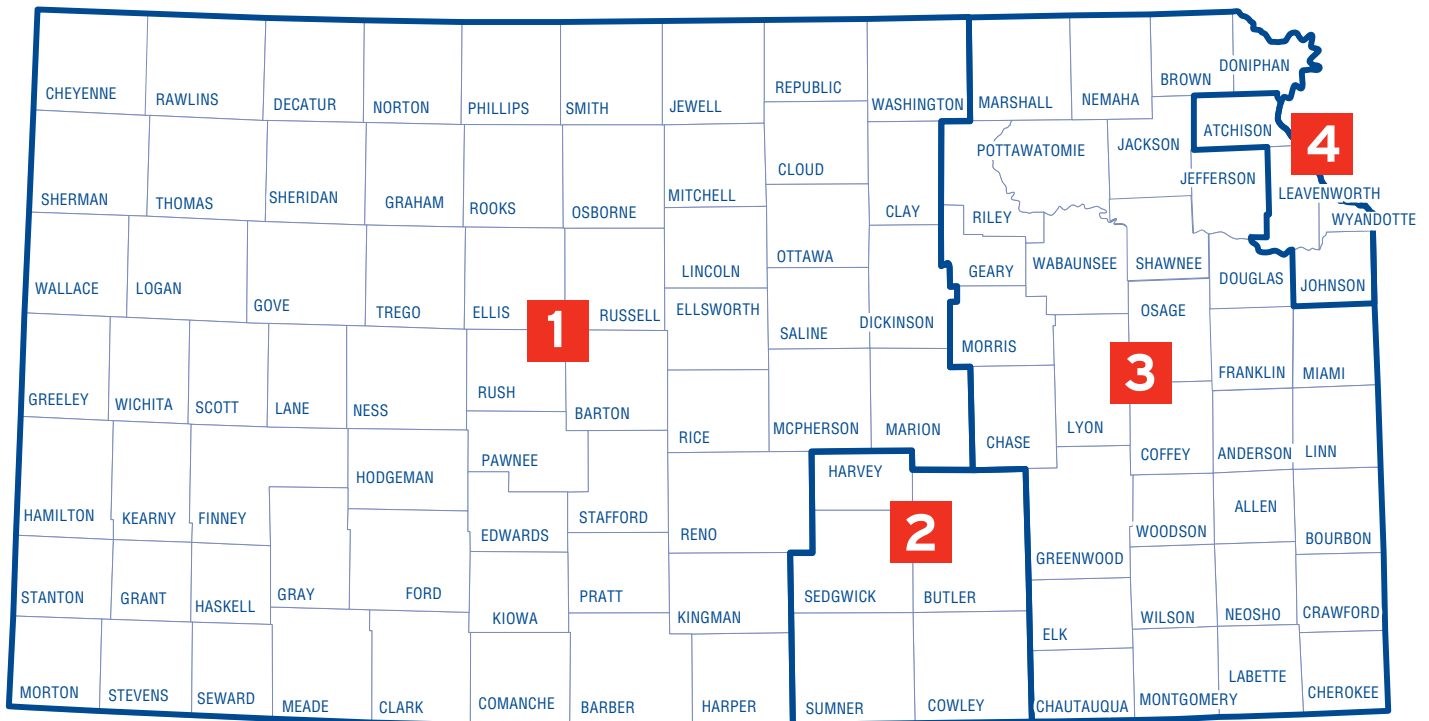 CHEYENNE
RAWLINS
DECATUR
NORTON
PHILLIPS
SMITH
JEWELL
REPUBLIC
WASHINGTON
MARSHALL
NEMAHA
BROWN
DONIPHAN
ATCHISON
4
SHERMAN
THOMAS
SHERIDAN
GRAHAM
ROOKS
OSBORNE
MITCHELL
CLOUD
CLAY
POTTAWATOMIE
JACKSON
JEFFERSON
LEAVENWORTH
WYANDOTTE
RILEY
WALLACE
LOGAN
GOVE
TREGO
ELLIS
1
RUSSELL
LINCOLN
ELLSWORTH
OTTAWA
SALINE
DICKINSON
GEARY
WABAUNSEE
SHAWNEE
DOUGLAS
JOHNSON
OSAGE
MORRIS
3
FRANKLIN
MIAMI
GREELEY
WICHITA
SCOTT
LANE
NESS
RUSH
BARTON
RICE
MCPHERSON
MARION
CHASE
LYON
COFFEY
ANDERSON
LINN
PAWNEE
HODGEMAN
HARVEY
HAMILTON
KEARNY
FINNEY
EDWARDS
STAFFORD
RENO
2
ALLEN
WOODSON
BOURBON
GREENWOOD
STANTON
GRANT
HASKELL
GRAY
FORD
KIOWA
PRATT
KINGMAN
SEDGWICK
BUTLER
ELK
WILSON
NEOSHO
CRAWFORD
MORTON
STEVENS
SEWARD
MEADE
CLARK
COMANCHE
BARBER
HARPER
SUMNER
COWLEY
CHAUTAUQUA
MONTGOMERY
LABETTE
CHEROKEE